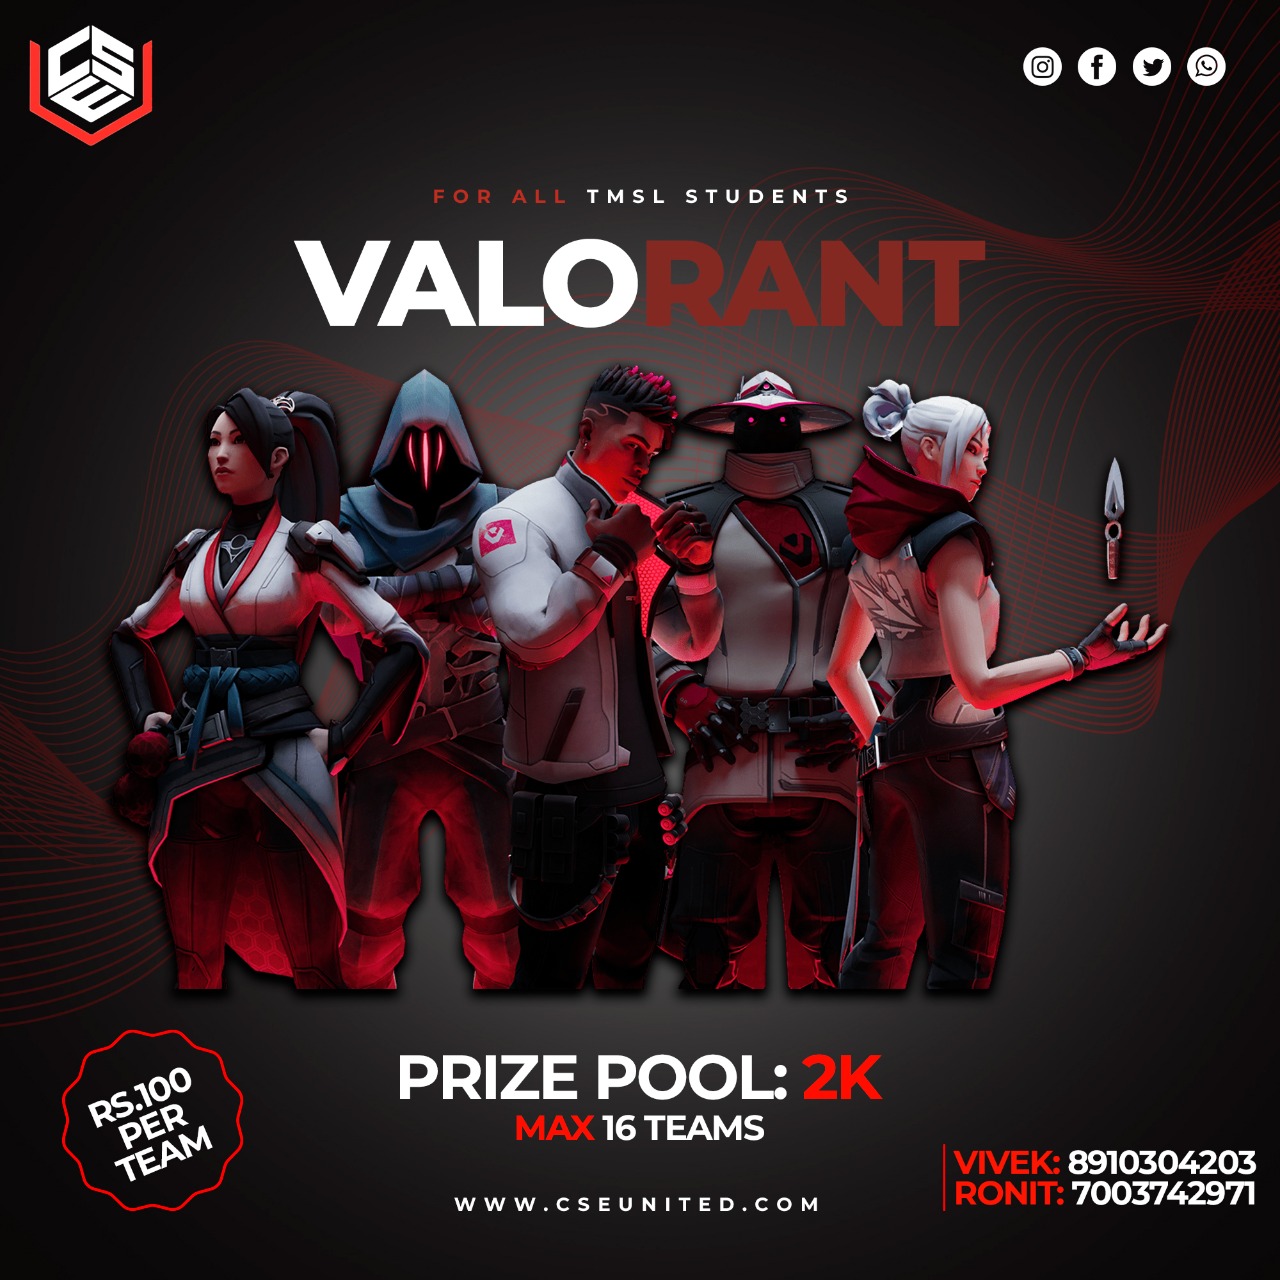 CSE
FOR ALL TMSL STUDENTS
VALORANT
PRIZE POOL: 2K
MAX 16 TEAMS
RS.100
PER
TEAM
VIVEK: 8910304203
RONIT: 7003742971
WWW.CSEUNITED.COM